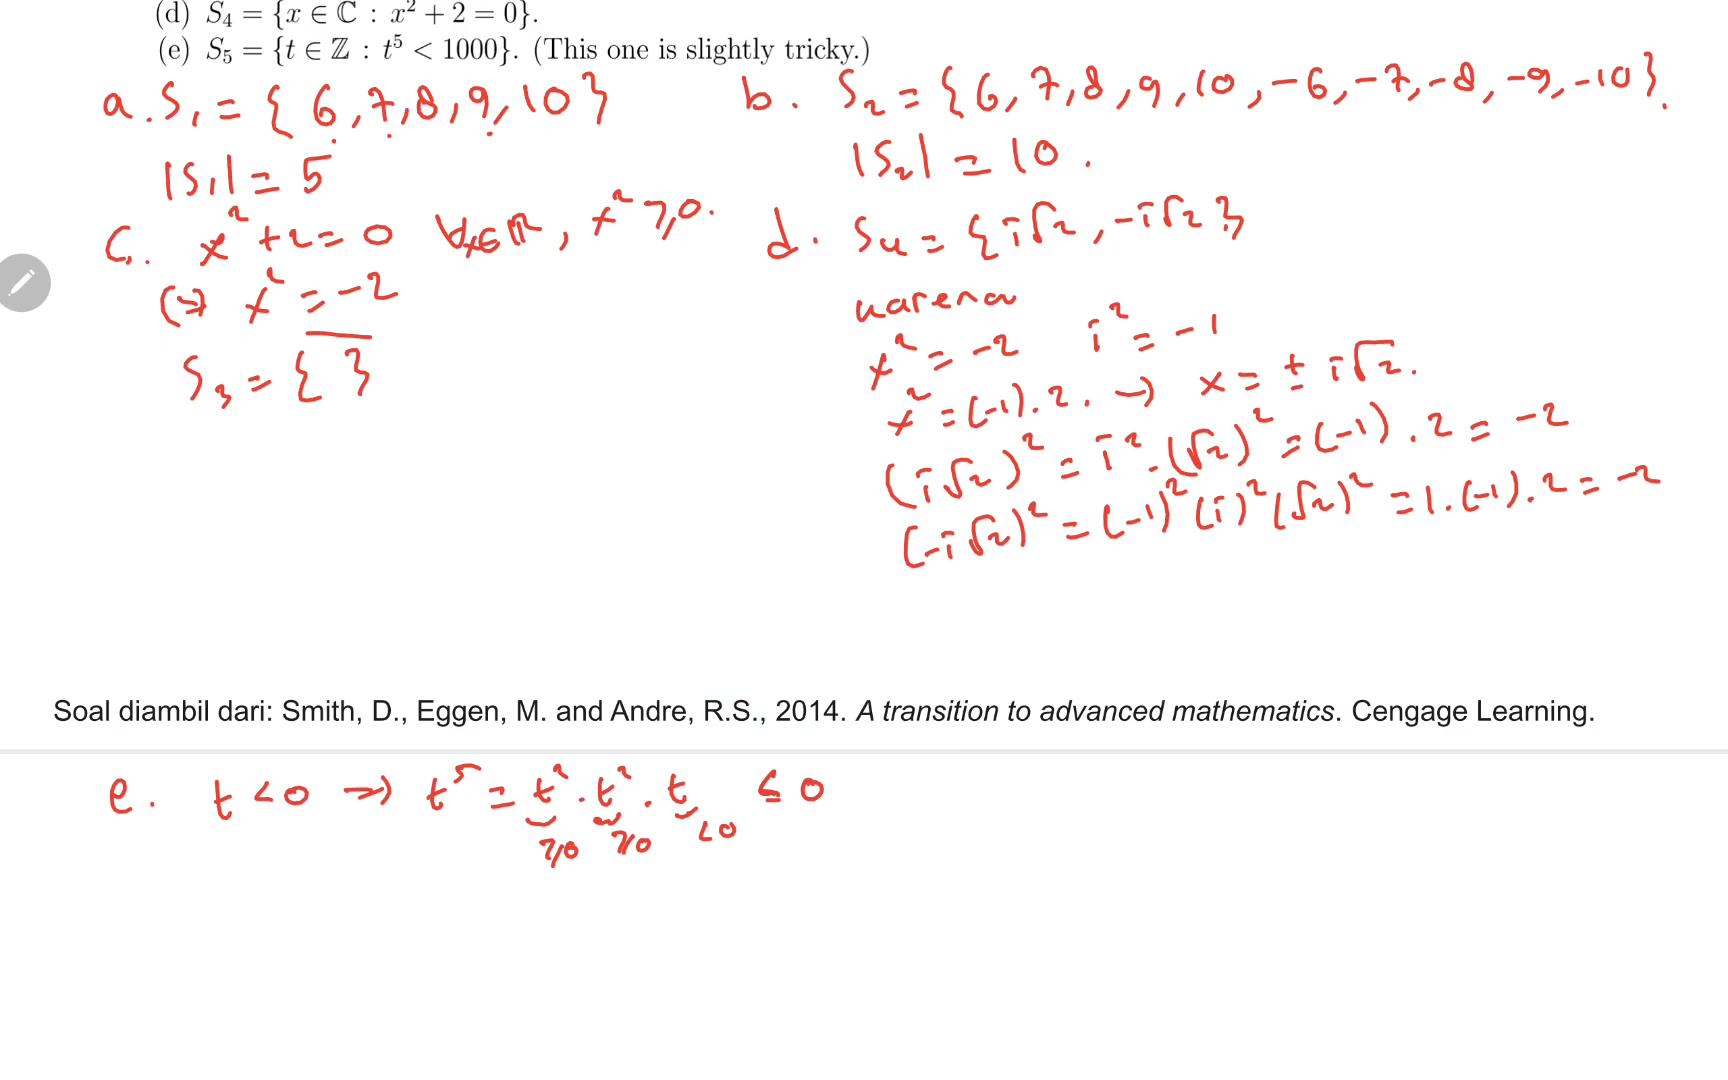 (d) S₄ = {x ∈ ℂ : x² + 2 = 0}.
(e) S₅ = {t ∈ ℤ : t⁵ < 1000}. (This one is slightly tricky.)
a. S₁ = { 6, 7, 8, 9, 10 }
|S₁| = 5
b. S₂ = { 6, 7, 8, 9, 10, -6, -7, -8, -9, -10 }.
|S₂| = 10.
c. x² + 2 = 0 ∀x∈ℝ, x² ≥ 0.
(⇒) x² = -2
S₃ = { }
d. S₄ = { i√2, -i√2 }
karena
x² = -2 i² = -1
x² = (-1).2. → x = ± i√2.
(i√2)² = i².(√2)² = (-1).2 = -2
(-i√2)² = (-1)²(i)²(√2)² = 1.(-1).2 = -2
Soal diambil dari: Smith, D., Eggen, M. and Andre, R.S., 2014. A transition to advanced mathematics. Cengage Learning.
e. t < 0 ⇒ t⁵ = t².t².t ≤ 0
≥0 ≥0 <0